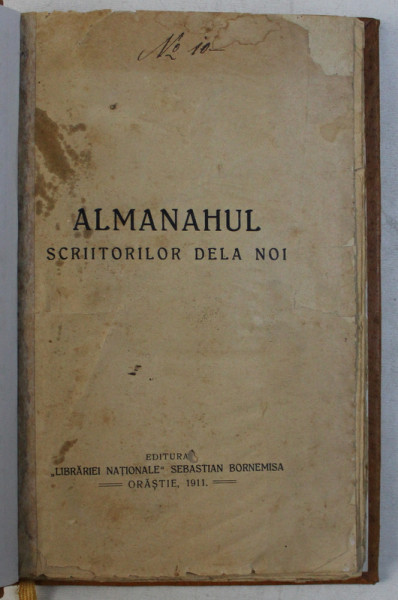 No 10-
ALMANAHUL
SCRIITORILOR DELA NOI
EDITURA
„LIBRĂRIEI NAȚIONALE“ SEBASTIAN BORNEMISA
ORĂȘTIE, 1911.